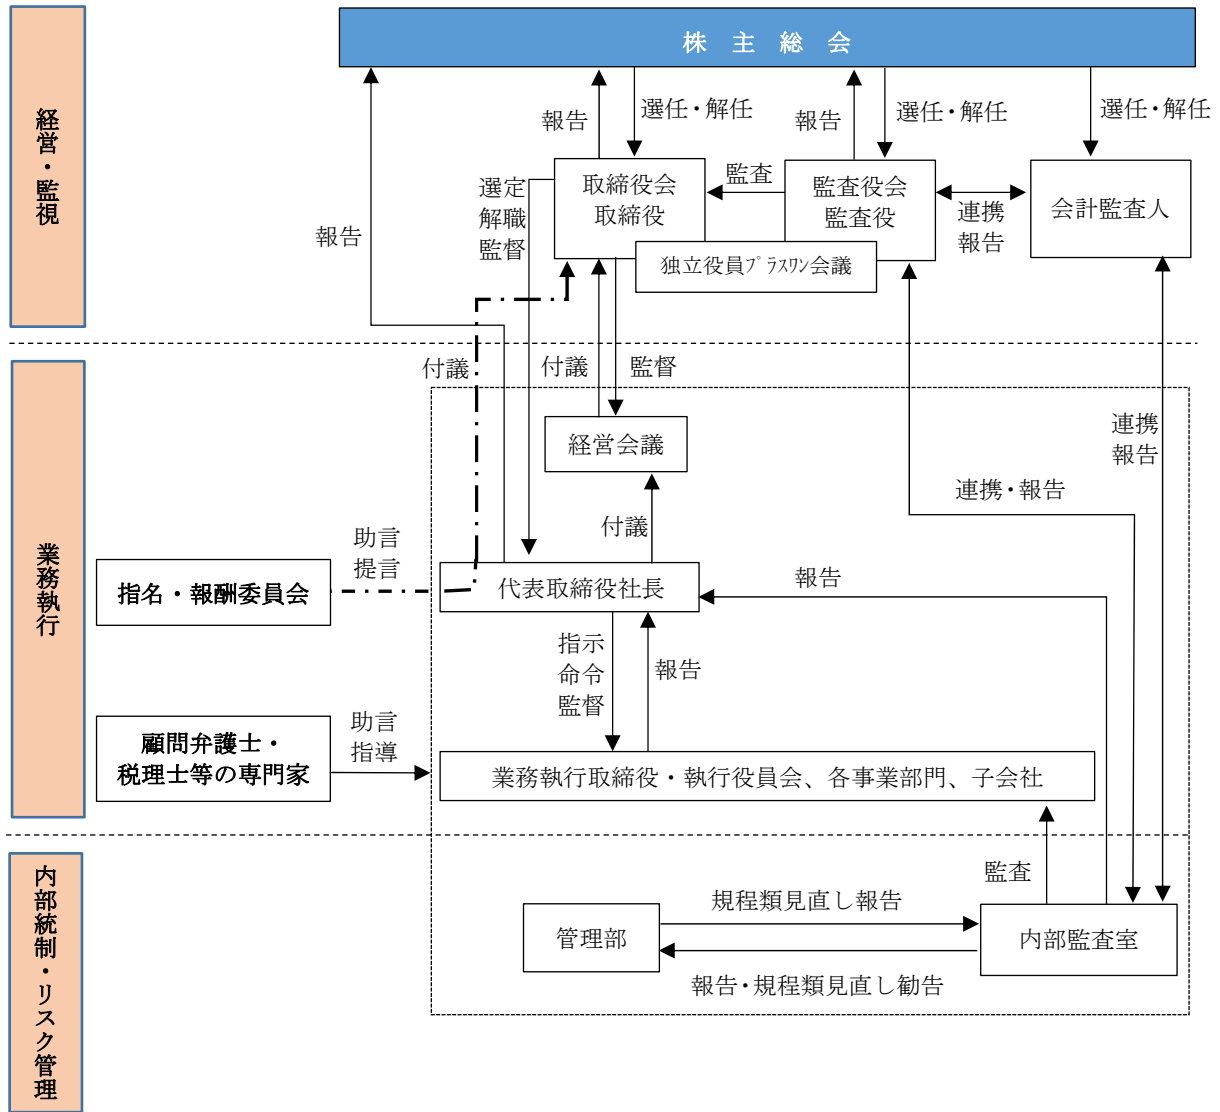 株 主 総 会
経営・監視
報告
選任・解任
報告
選任・解任
選任・解任
報告
選定
解職
監督
取締役会
取締役
監査
監査役会
監査役
連携
報告
会計監査人
独立役員ﾌﾟﾗｽﾜﾝ会議
業務執行
付議
付議
監督
経営会議
連携
報告
連携・報告
付議
助言
提言
指名・報酬委員会
代表取締役社長
報告
指示
命令
監督
報告
顧問弁護士・
税理士等の専門家
助言
指導
業務執行取締役・執行役員会、各事業部門、子会社
内部統制・リスク管理
監査
規程類見直し報告
管理部
内部監査室
報告・規程類見直し勧告